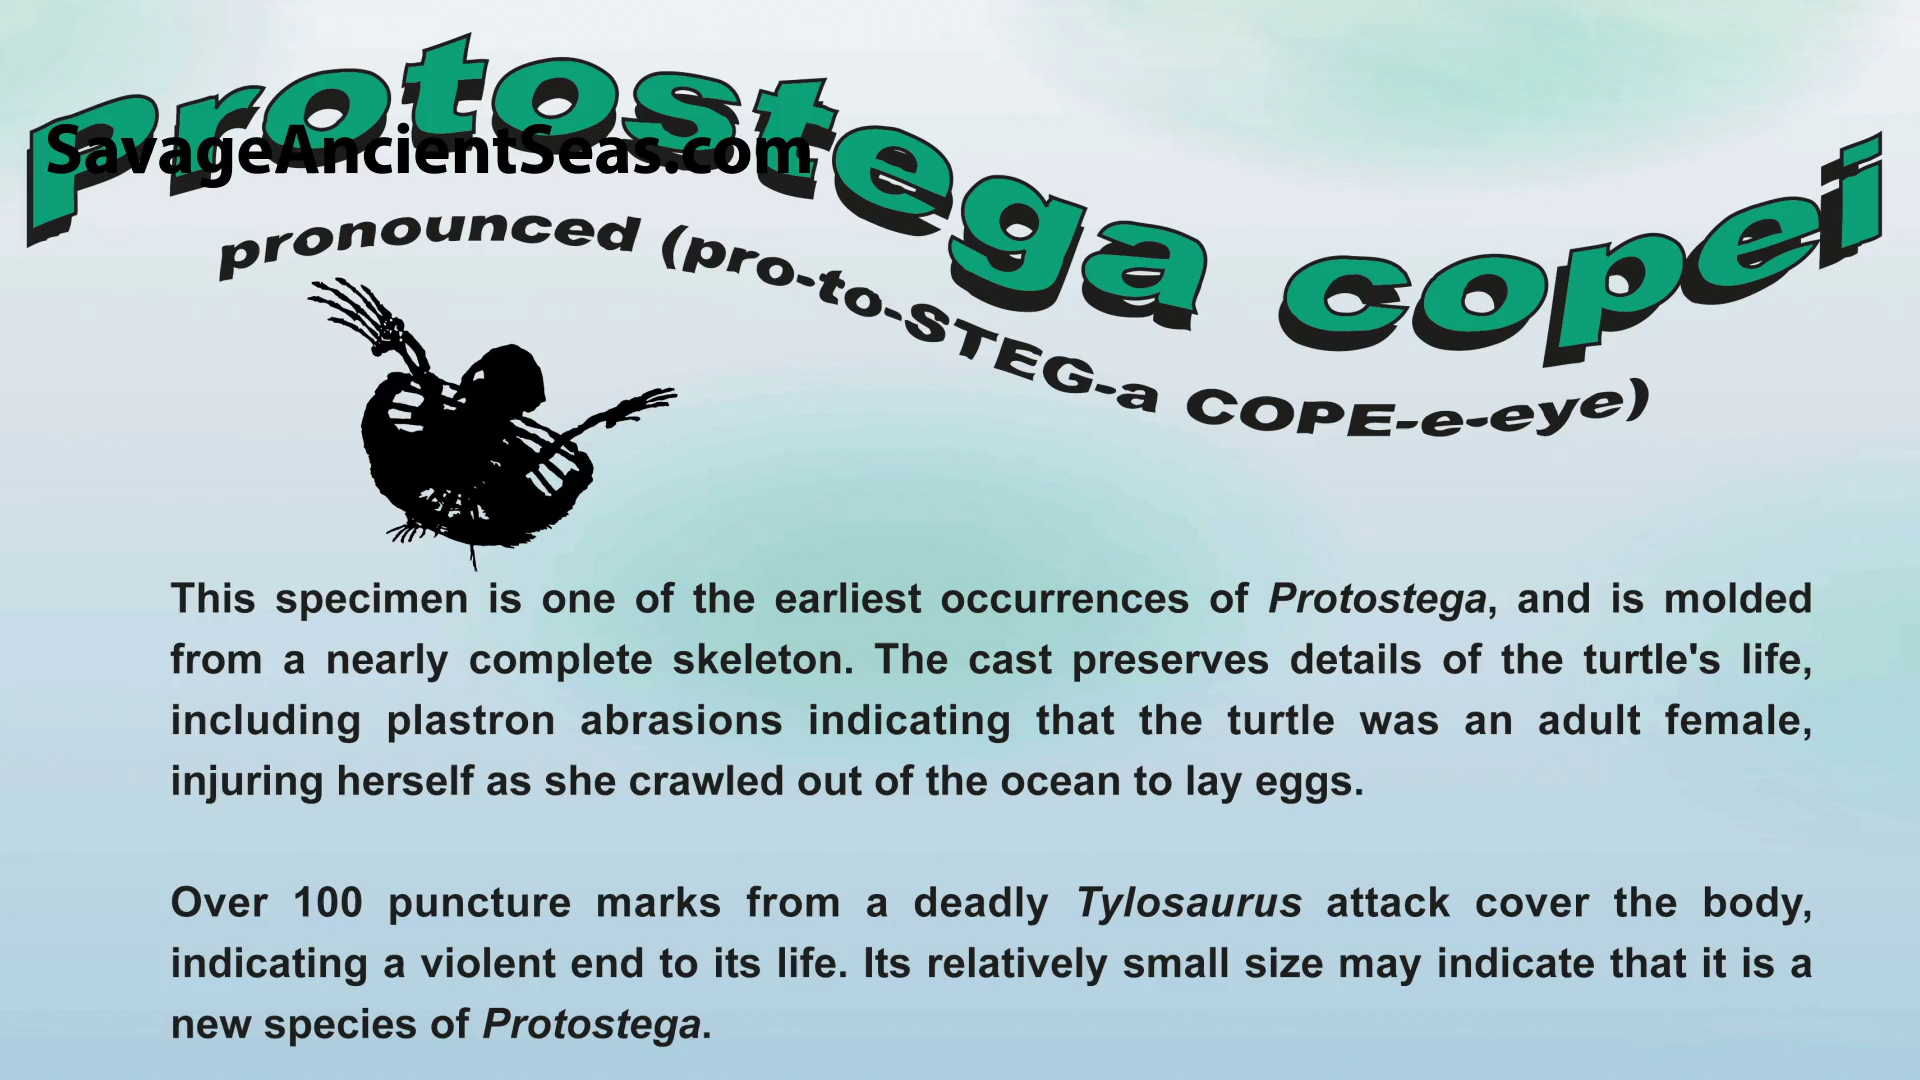 Protostega copei
SavageAncientSeas.com
pronounced (pro-to-STEG-a COPE-e-eye)
This specimen is one of the earliest occurrences of Protostega, and is molded
from a nearly complete skeleton. The cast preserves details of the turtle's life,
including plastron abrasions indicating that the turtle was an adult female,
injuring herself as she crawled out of the ocean to lay eggs.
Over 100 puncture marks from a deadly Tylosaurus attack cover the body,
indicating a violent end to its life. Its relatively small size may indicate that it is a
new species of Protostega.